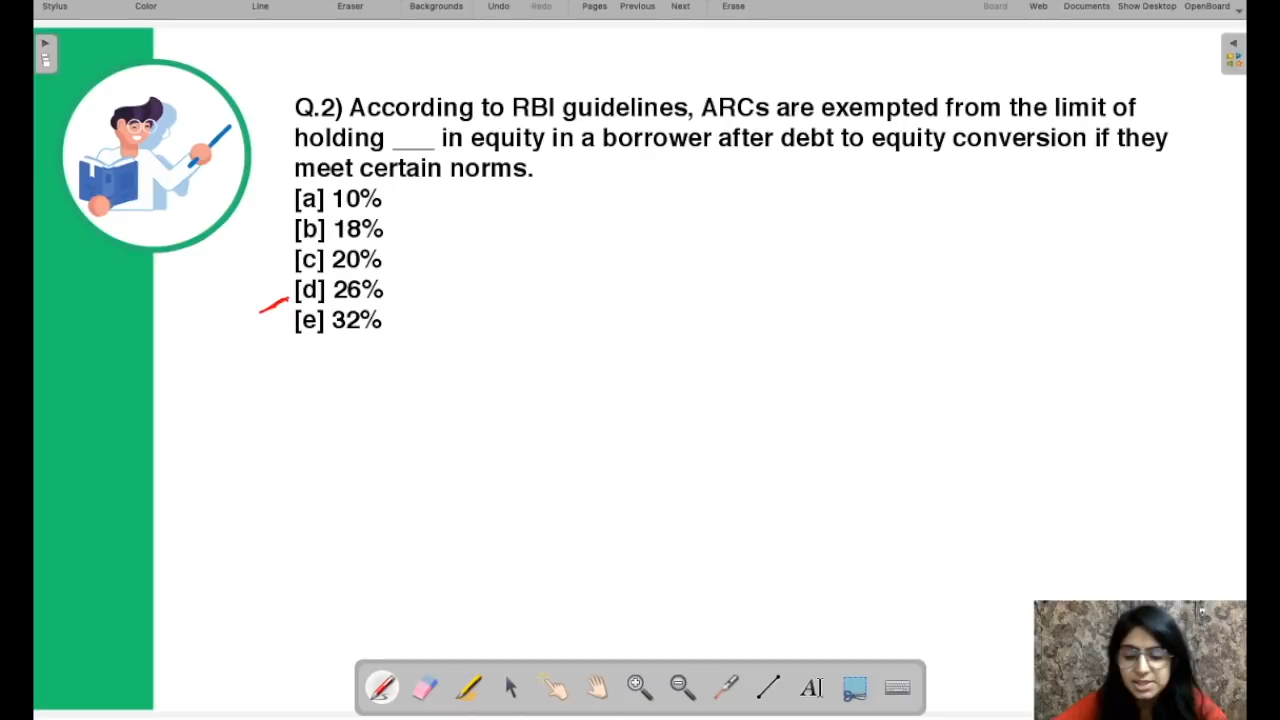 Stylus Color Line Eraser Backgrounds Undo Redo Pages Previous Next Erase Board Web Documents Show Desktop OpenBoard
Q.2) According to RBI guidelines, ARCs are exempted from the limit of
holding ___ in equity in a borrower after debt to equity conversion if they
meet certain norms.
[a] 10%
[b] 18%
[c] 20%
[d] 26%
[e] 32%